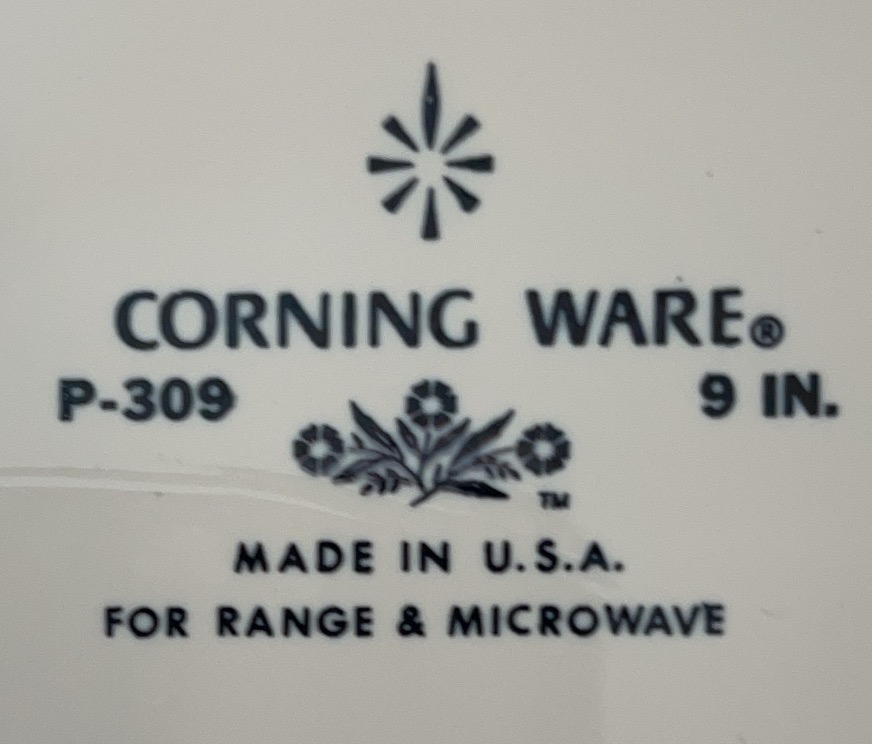 CORNING WARE®
P-309 9 IN.
TM
MADE IN U.S.A.
FOR RANGE & MICROWAVE